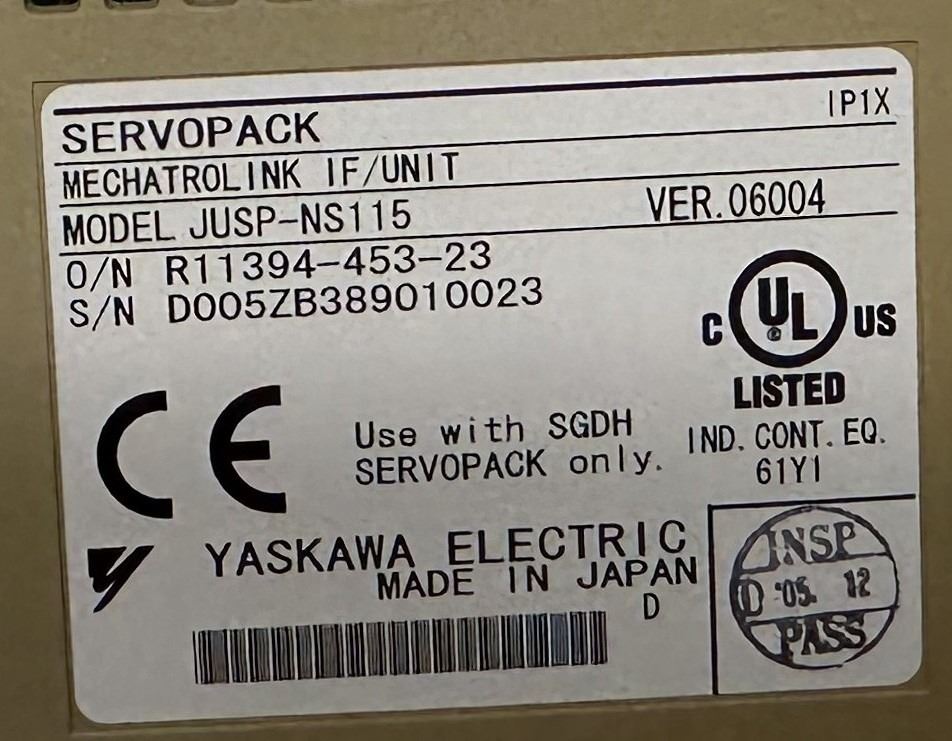 SERVOPACK
IP1X
MECHATROLINK IF/UNIT
MODEL JUSP-NS115
VER.06004
O/N R11394-453-23
S/N D005ZB389010023
C UL US
LISTED
IND. CONT. EQ.
61Y1
CE
Use with SGDH
SERVOPACK only.
YASKAWA ELECTRIC
MADE IN JAPAN
D
INSP
D '05. 12
PASS